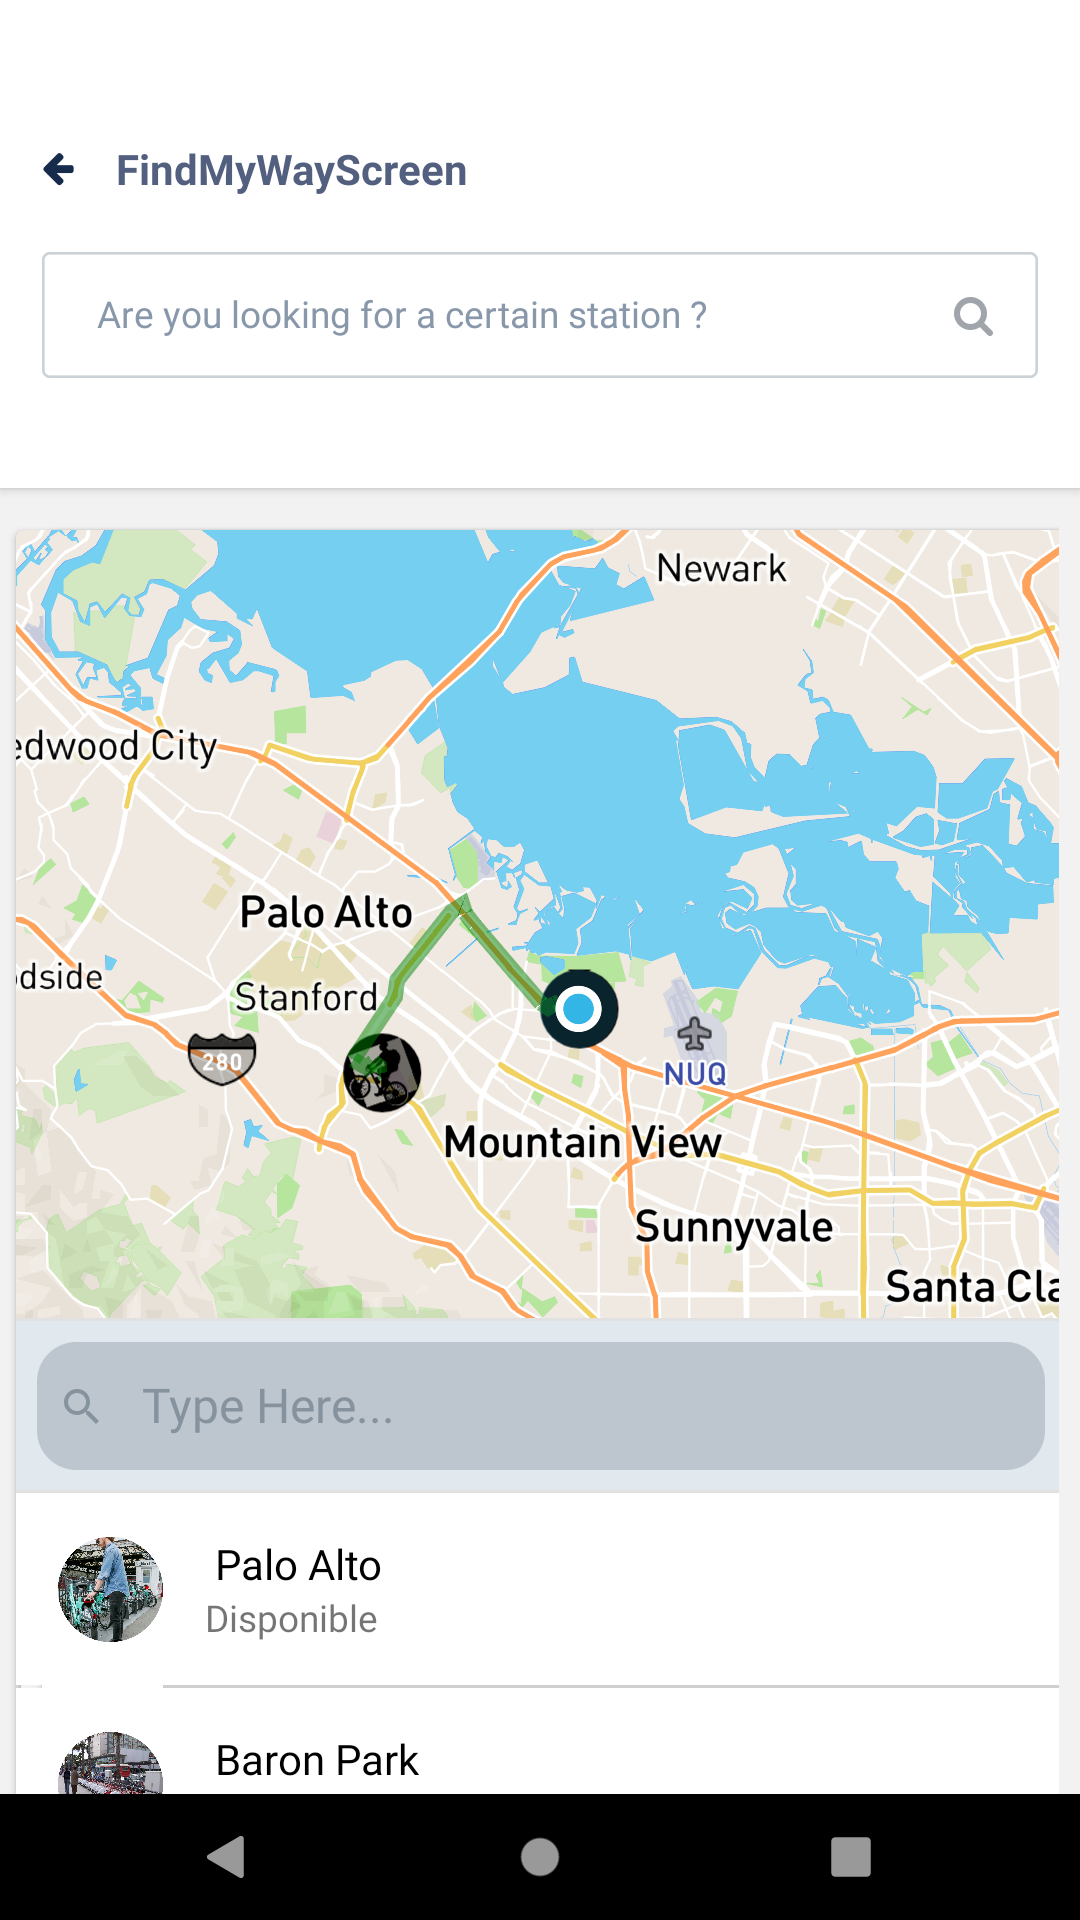 FindMyWayScreen
Are you looking for a certain station ?
Newark
edwood City
Palo Alto
dside
Stanford
280
NUQ
Mountain View
Sunnyvale
Santa Cla
Type Here...
Palo Alto
Disponible
Baron Park